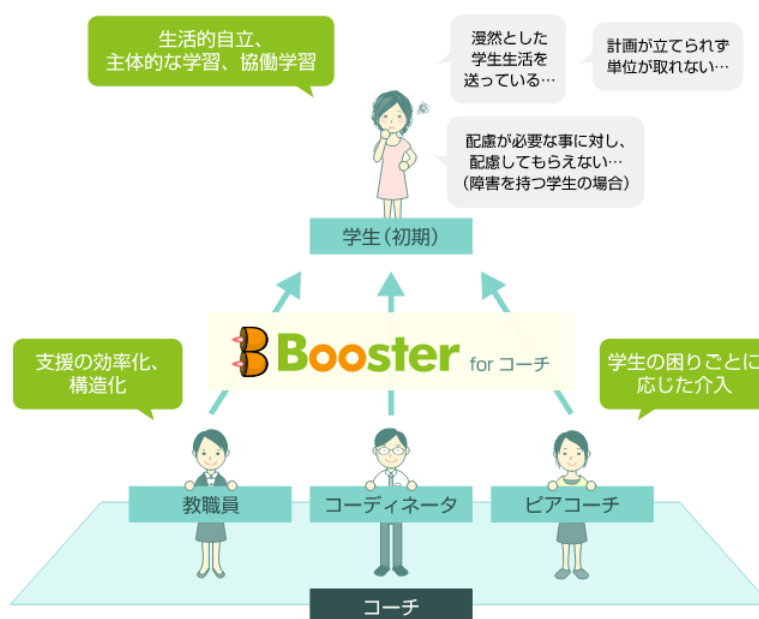 生活的自立、
主体的な学習、協働学習
漫然とした
学生生活を
送っている…
計画が立てられず
単位が取れない…
配慮が必要な事に対し、
配慮してもらえない…
（障害を持つ学生の場合）
学生（初期）
Booster for コーチ
支援の効率化、
構造化
学生の困りごとに
応じた介入
教職員
コーディネータ
ピアコーチ
コーチ